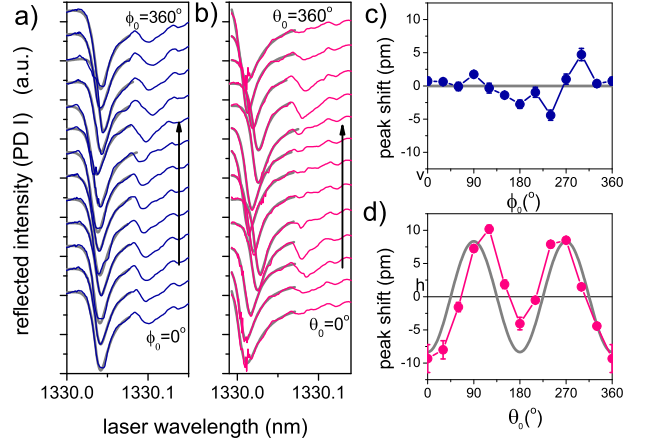 a)
ϕ₀=360°
ϕ₀=0°
1330.0
1330.1
b)
θ₀=360°
θ₀=0°
1330.0
1330.1
reflected intensity (PD I) (a.u.)
laser wavelength (nm)
c)
10
5
0
-5
-10
peak shift (pm)
v
0
90
180
270
360
ϕ₀(°)
d)
10
5
0
-5
-10
peak shift (pm)
h
0
90
180
270
360
θ₀(°)